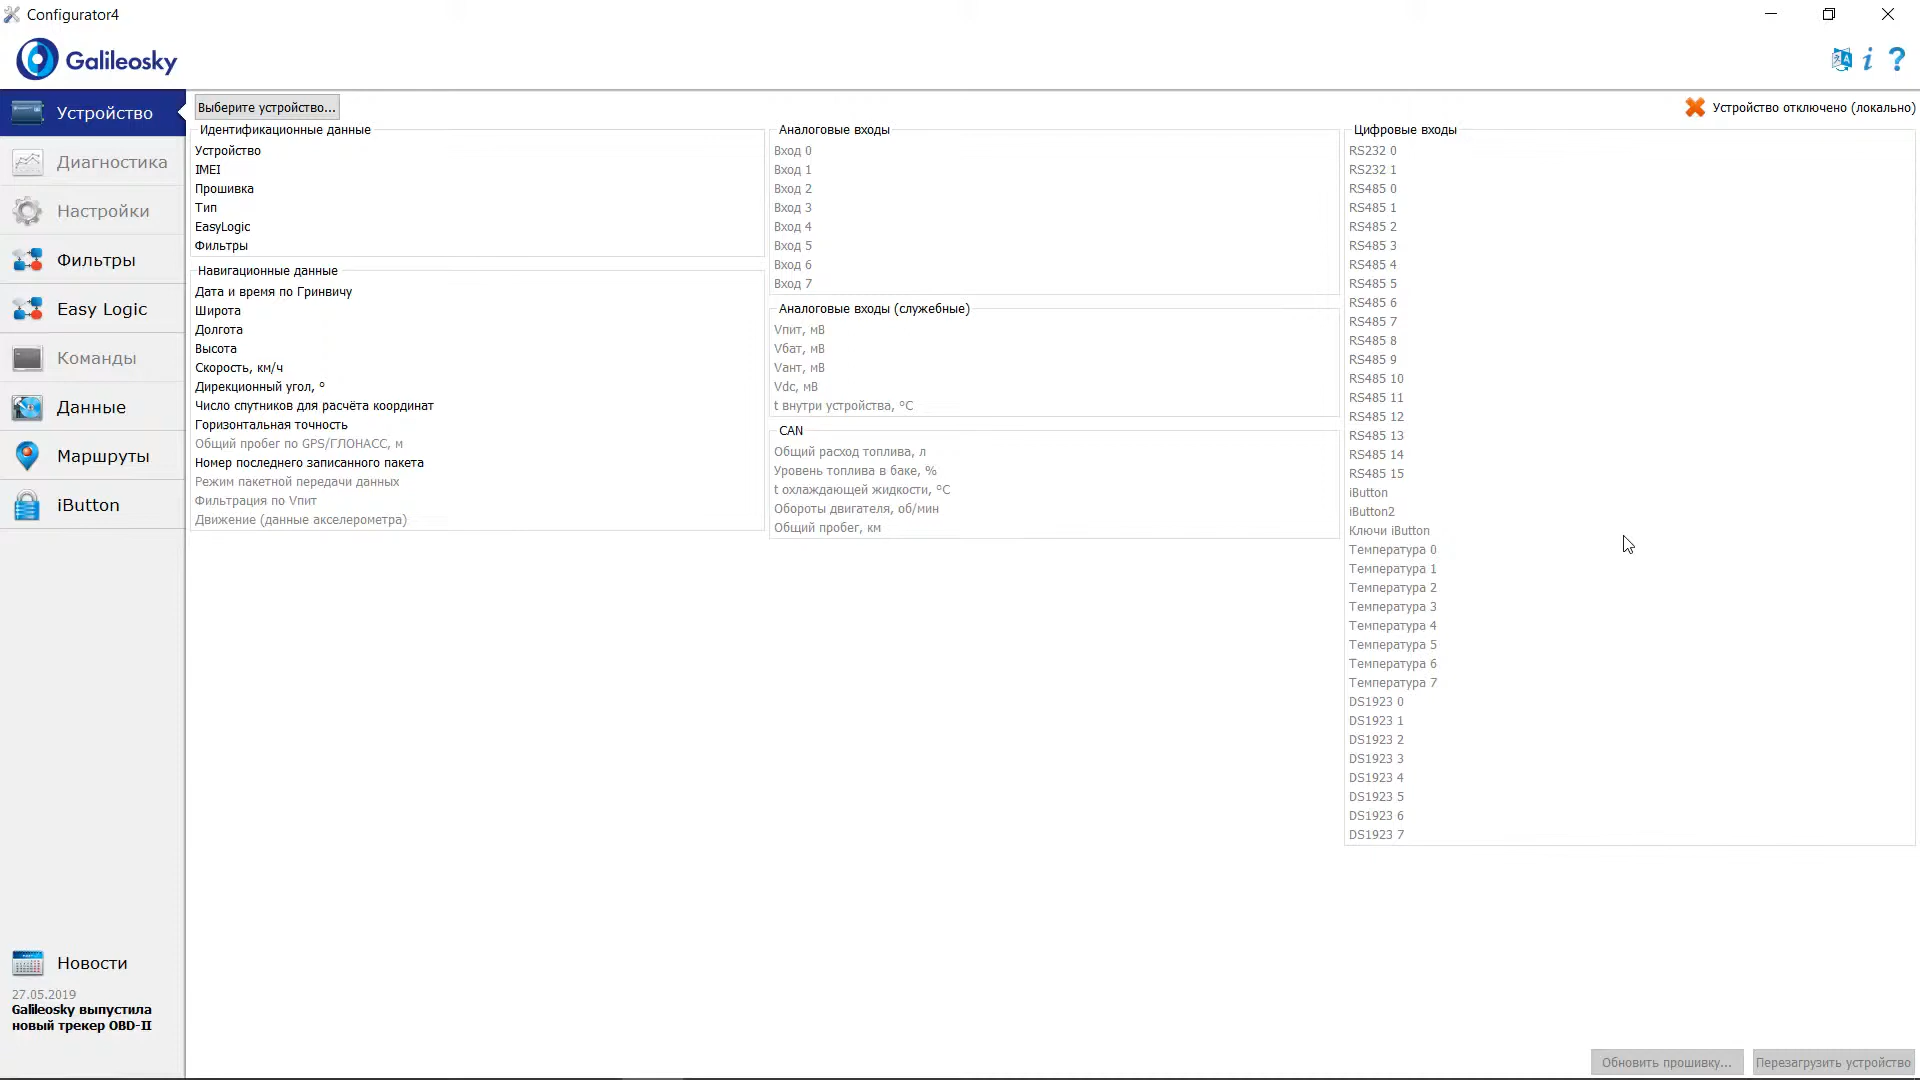 Configurator4
Galileosky
Устройство
Диагностика
Настройки
Фильтры
Easy Logic
Команды
Данные
Маршруты
iButton
Новости
27.05.2019
Galileosky выпустила
новый трекер OBD-II
Выберите устройство...
Устройство отключено (локально)
Идентификационные данные
Устройство
IMEI
Прошивка
Тип
EasyLogic
Фильтры
Навигационные данные
Дата и время по Гринвичу
Широта
Долгота
Высота
Скорость, км/ч
Дирекционный угол, °
Число спутников для расчёта координат
Горизонтальная точность
Общий пробег по GPS/ГЛОНАСС, м
Номер последнего записанного пакета
Режим пакетной передачи данных
Фильтрация по Vпит
Движение (данные акселерометра)
Аналоговые входы
Вход 0
Вход 1
Вход 2
Вход 3
Вход 4
Вход 5
Вход 6
Вход 7
Аналоговые входы (служебные)
Vпит, мВ
Vбат, мВ
Vант, мВ
Vdc, мВ
t внутри устройства, °C
CAN
Общий расход топлива, л
Уровень топлива в баке, %
t охлаждающей жидкости, °C
Обороты двигателя, об/мин
Общий пробег, км
Цифровые входы
RS232 0
RS232 1
RS485 0
RS485 1
RS485 2
RS485 3
RS485 4
RS485 5
RS485 6
RS485 7
RS485 8
RS485 9
RS485 10
RS485 11
RS485 12
RS485 13
RS485 14
RS485 15
iButton
iButton2
Ключи iButton
Температура 0
Температура 1
Температура 2
Температура 3
Температура 4
Температура 5
Температура 6
Температура 7
DS1923 0
DS1923 1
DS1923 2
DS1923 3
DS1923 4
DS1923 5
DS1923 6
DS1923 7
Обновить прошивку...
Перезагрузить устройство